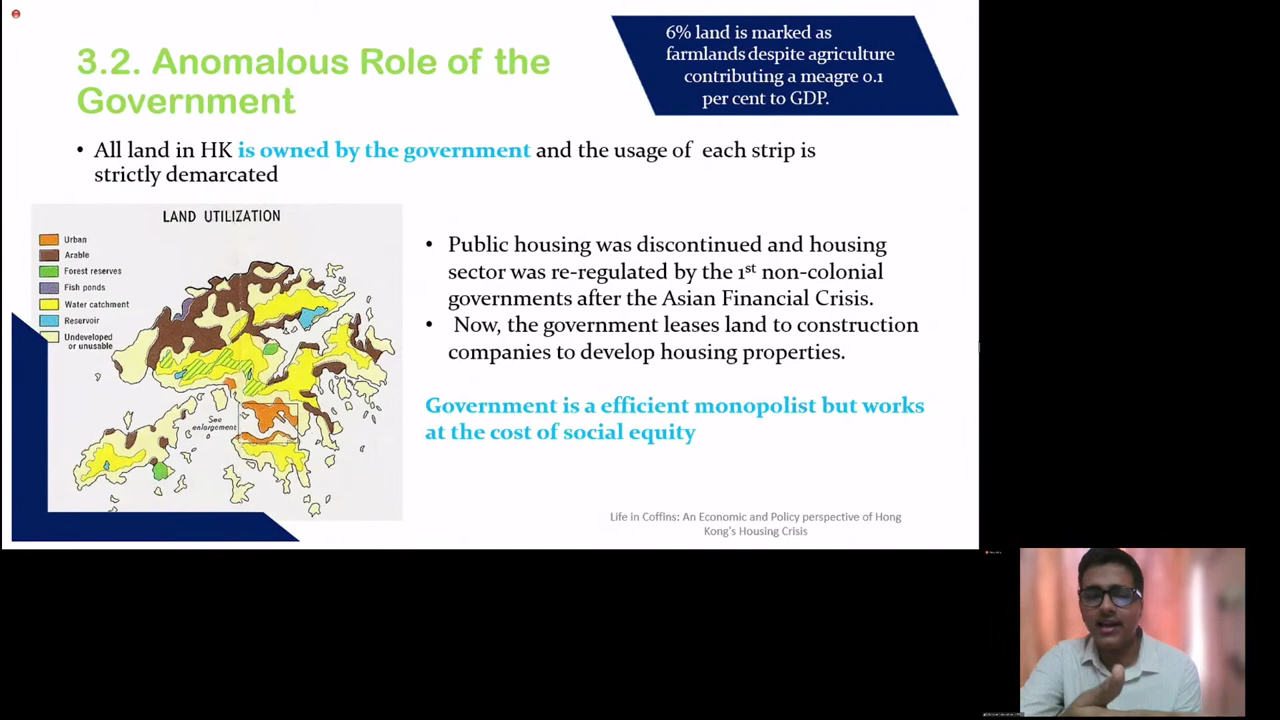 3.2. Anomalous Role of the
Government
6% land is marked as
farmlands despite agriculture
contributing a meagre 0.1
per cent to GDP.
• All land in HK is owned by the government and the usage of each strip is
strictly demarcated
LAND UTILIZATION
Urban
Arable
Forest reserves
Fish ponds
Water catchment
Reservoir
Undeveloped
or unusable
See
enlargement
• Public housing was discontinued and housing
sector was re-regulated by the 1st non-colonial
governments after the Asian Financial Crisis.
• Now, the government leases land to construction
companies to develop housing properties.
Government is a efficient monopolist but works
at the cost of social equity
Life in Coffins: An Economic and Policy perspective of Hong
Kong's Housing Crisis